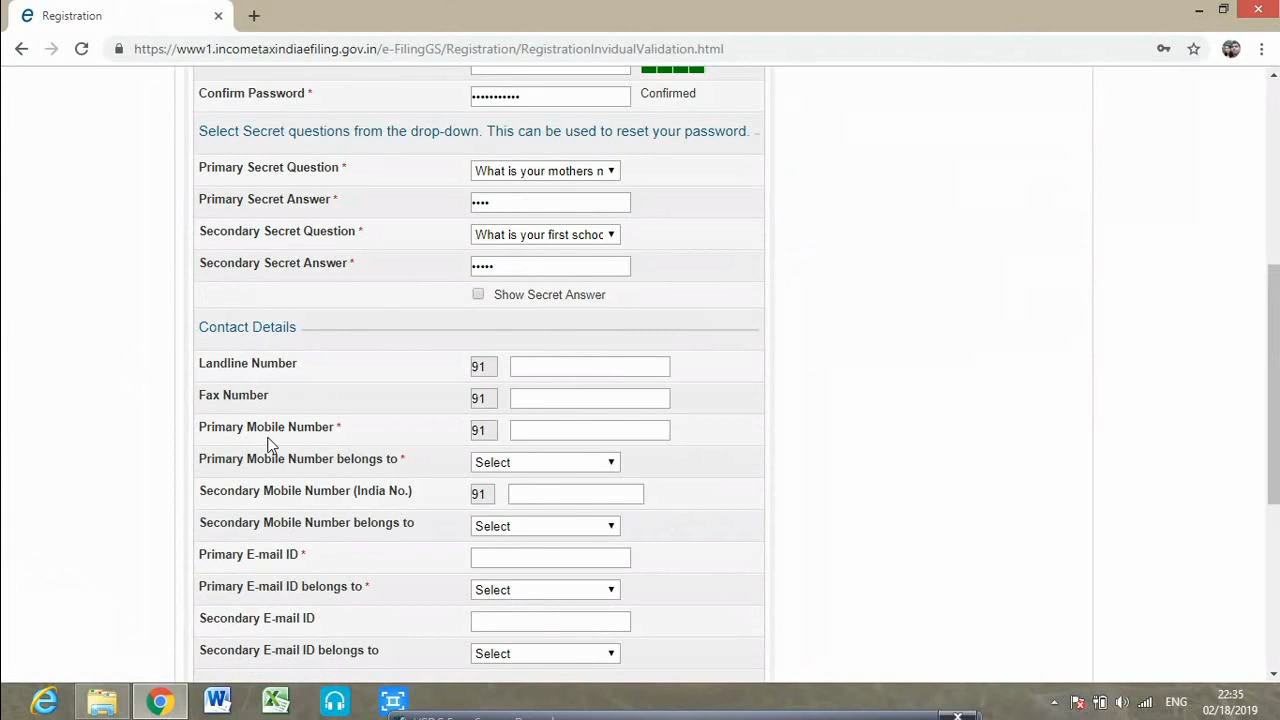 Registration
https://www1.incometaxindiaefiling.gov.in/e-FilingGS/Registration/RegistrationInvidualValidation.html
Confirm Password * Confirmed
Select Secret questions from the drop-down. This can be used to reset your password.
Primary Secret Question * What is your mothers n
Primary Secret Answer *
Secondary Secret Question * What is your first schoc
Secondary Secret Answer *
Show Secret Answer
Contact Details
Landline Number 91
Fax Number 91
Primary Mobile Number * 91
Primary Mobile Number belongs to * Select
Secondary Mobile Number (India No.) 91
Secondary Mobile Number belongs to Select
Primary E-mail ID *
Primary E-mail ID belongs to * Select
Secondary E-mail ID
Secondary E-mail ID belongs to Select
ENG
22:35
02/18/2019